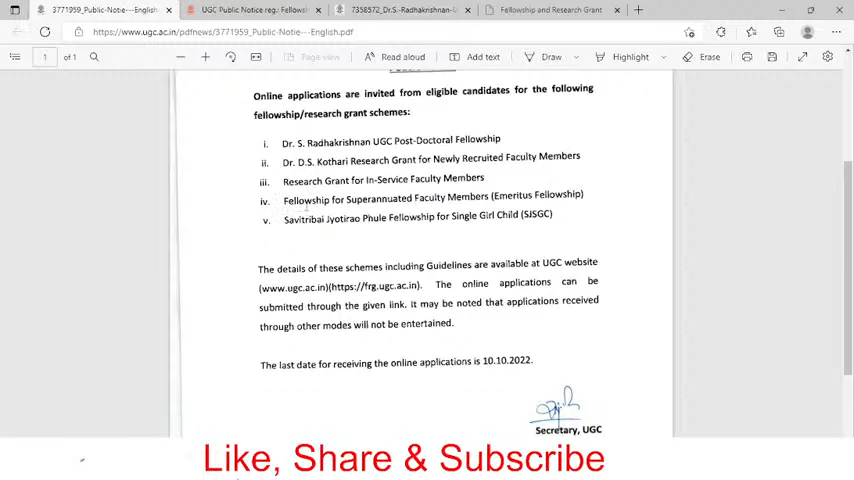 3771959_Public-Notie---English-
UGC Public Notice reg.: Fellowsh
7358572_Dr.S.-Radhakrishnan-U
Fellowship and Research Grant
https://www.ugc.ac.in/pdfnews/3771959_Public-Notie---English.pdf
1 of 1
Page view
Read aloud
Add text
Draw
Highlight
Erase
Online applications are invited from eligible candidates for the following
fellowship/research grant schemes:
i. Dr. S. Radhakrishnan UGC Post-Doctoral Fellowship
ii. Dr. D.S. Kothari Research Grant for Newly Recruited Faculty Members
iii. Research Grant for In-Service Faculty Members
iv. Fellowship for Superannuated Faculty Members (Emeritus Fellowship)
v. Savitribai Jyotirao Phule Fellowship for Single Girl Child (SJSGC)
The details of these schemes including Guidelines are available at UGC website
(www.ugc.ac.in)(https://frg.ugc.ac.in). The online applications can be
submitted through the given link. It may be noted that applications received
through other modes will not be entertained.
The last date for receiving the online applications is 10.10.2022.
Secretary, UGC
Like, Share & Subscribe